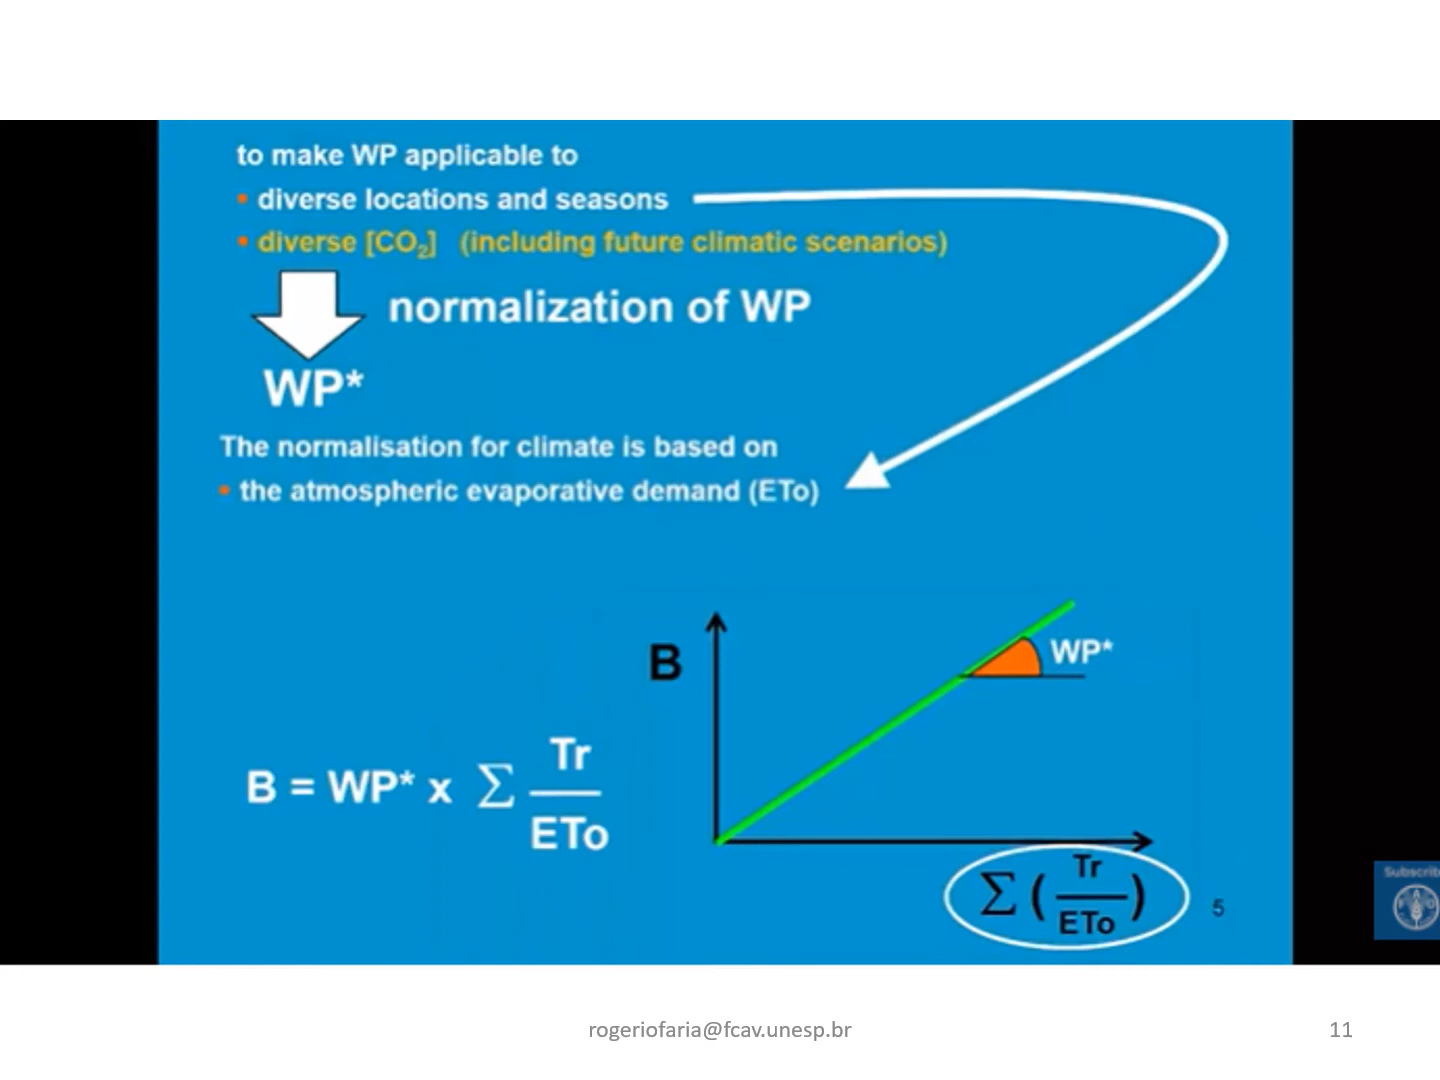 to make WP applicable to
• diverse locations and seasons
• diverse [CO₂] (including future climatic scenarios)
normalization of WP
WP*
The normalisation for climate is based on
• the atmospheric evaporative demand (ETo)
B
WP*
B = WP* x ∑ Tr
ETo
∑ ( Tr
ETo )
5
Subscrib
FAO
rogeriofaria@fcav.unesp.br
11